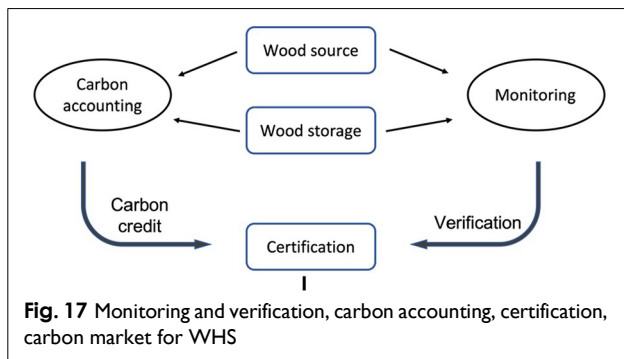 Wood source
Carbon
accounting
Monitoring
Wood storage
Carbon
credit
Verification
Certification
Fig. 17 Monitoring and verification, carbon accounting, certification,
carbon market for WHS